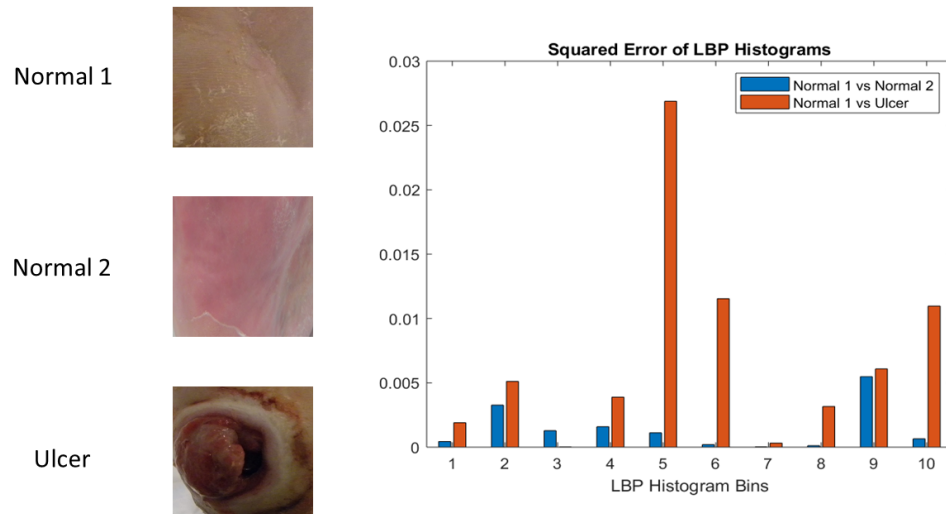 Normal 1
Normal 2
Ulcer
Squared Error of LBP Histograms
0.03
0.025
0.02
0.015
0.01
0.005
0
Normal 1 vs Normal 2
Normal 1 vs Ulcer
1 2 3 4 5 6 7 8 9 10
LBP Histogram Bins